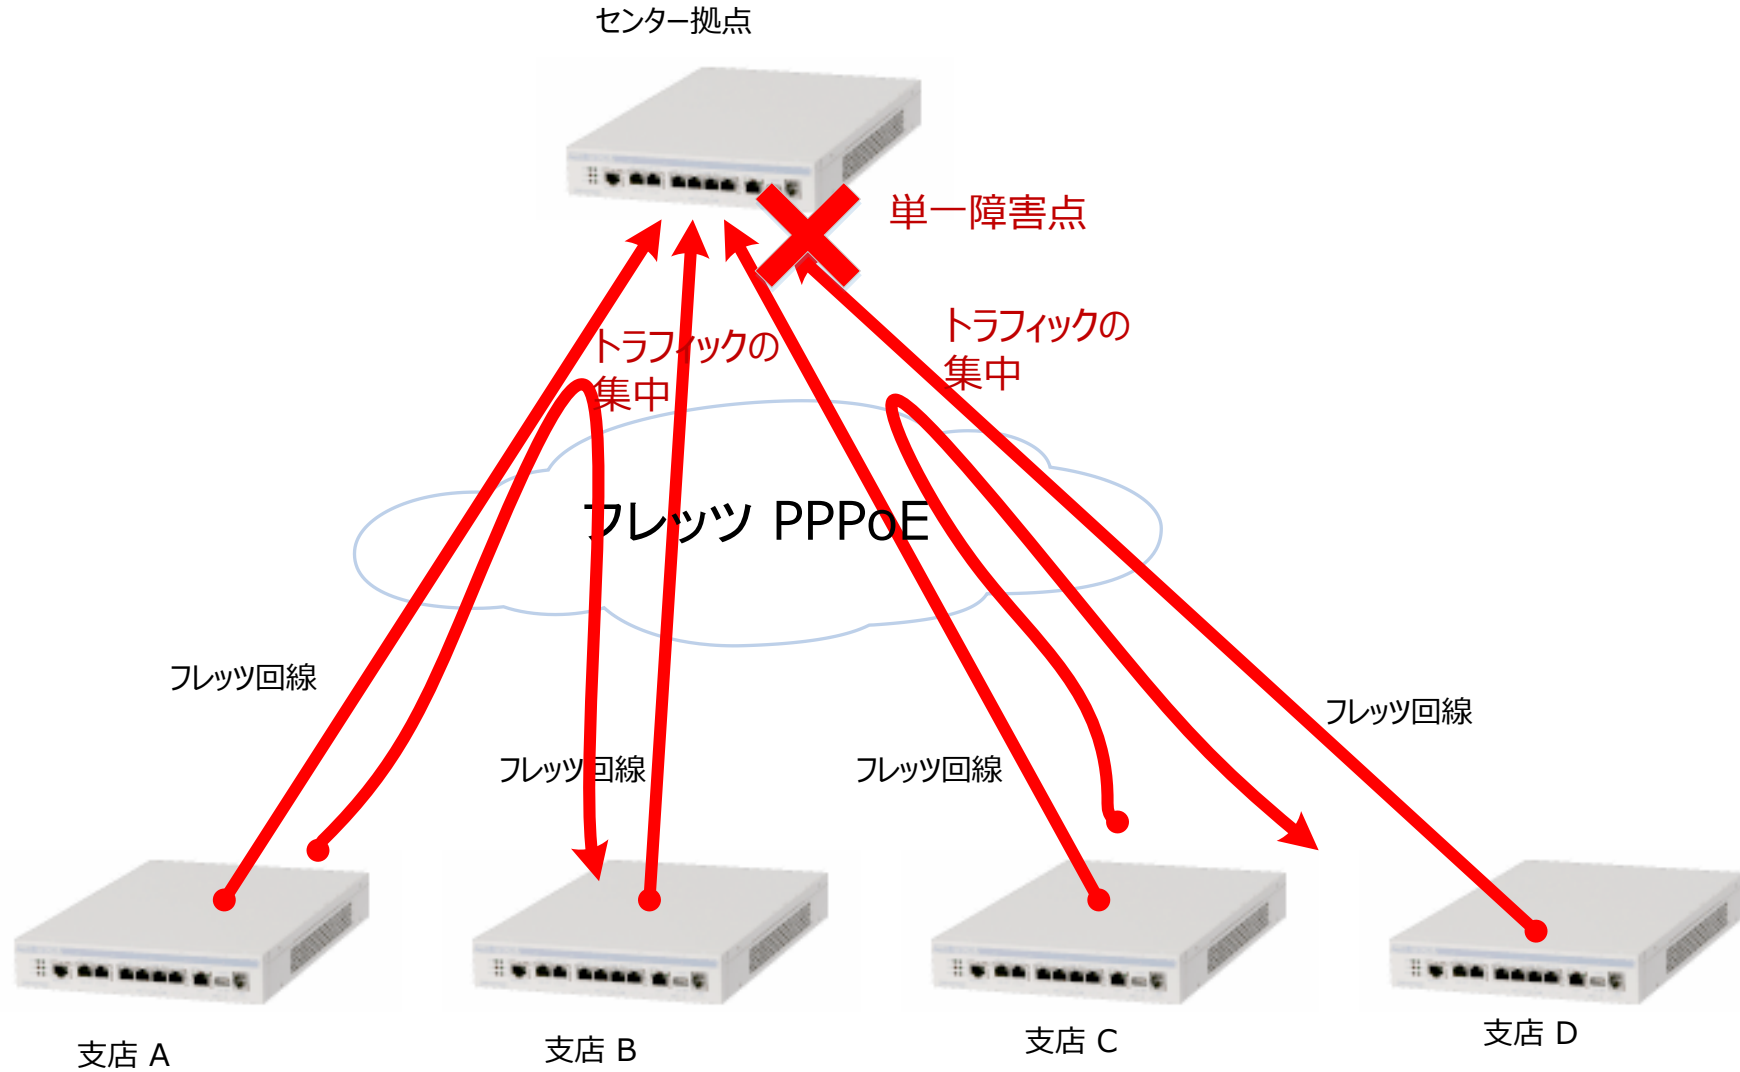 センター拠点
単一障害点
トラフィックの
集中
トラフィックの
集中
フレッツ PPPoE
フレッツ回線
フレッツ回線
フレッツ回線
フレッツ回線
支店 A
支店 B
支店 C
支店 D